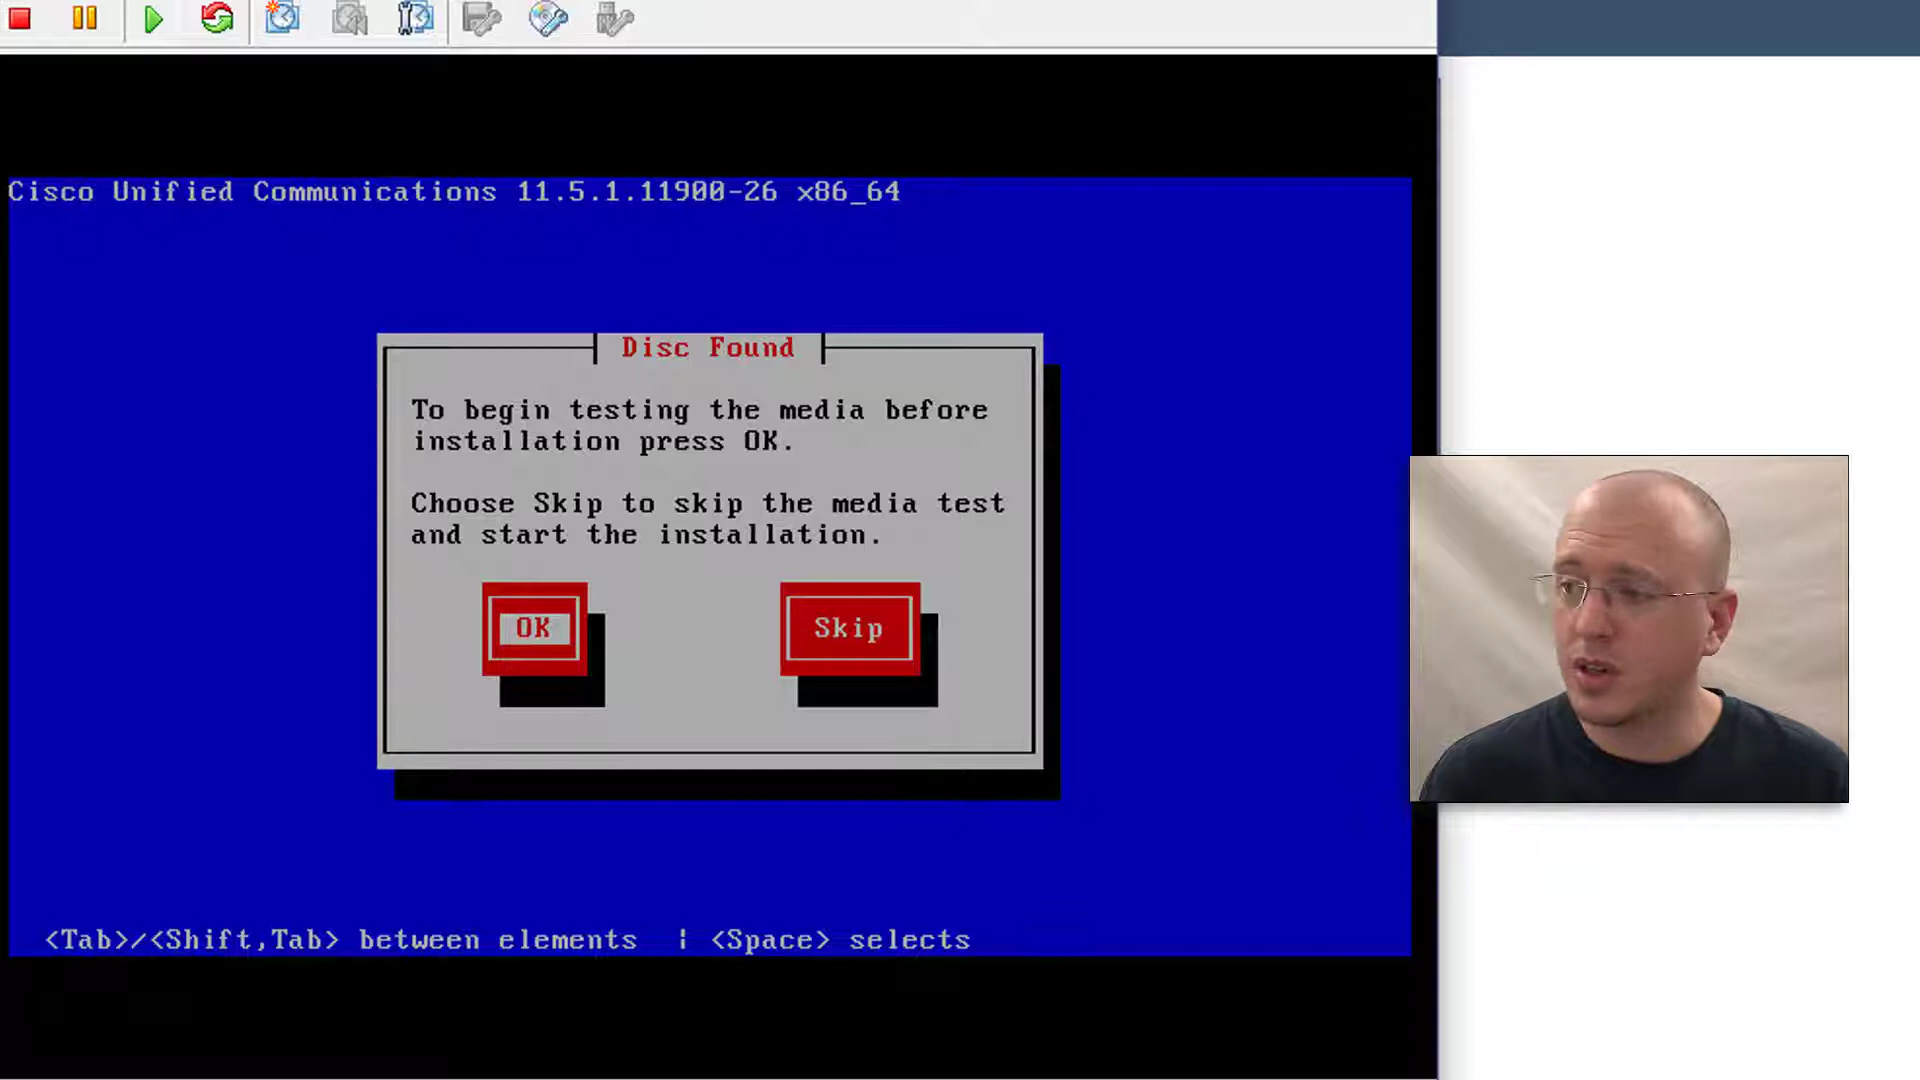 Cisco Unified Communications 11.5.1.11900-26 x86_64
Disc Found
To begin testing the media before
installation press OK.
Choose Skip to skip the media test
and start the installation.
OK
Skip
<Tab>/<Shift,Tab> between elements | <Space> selects